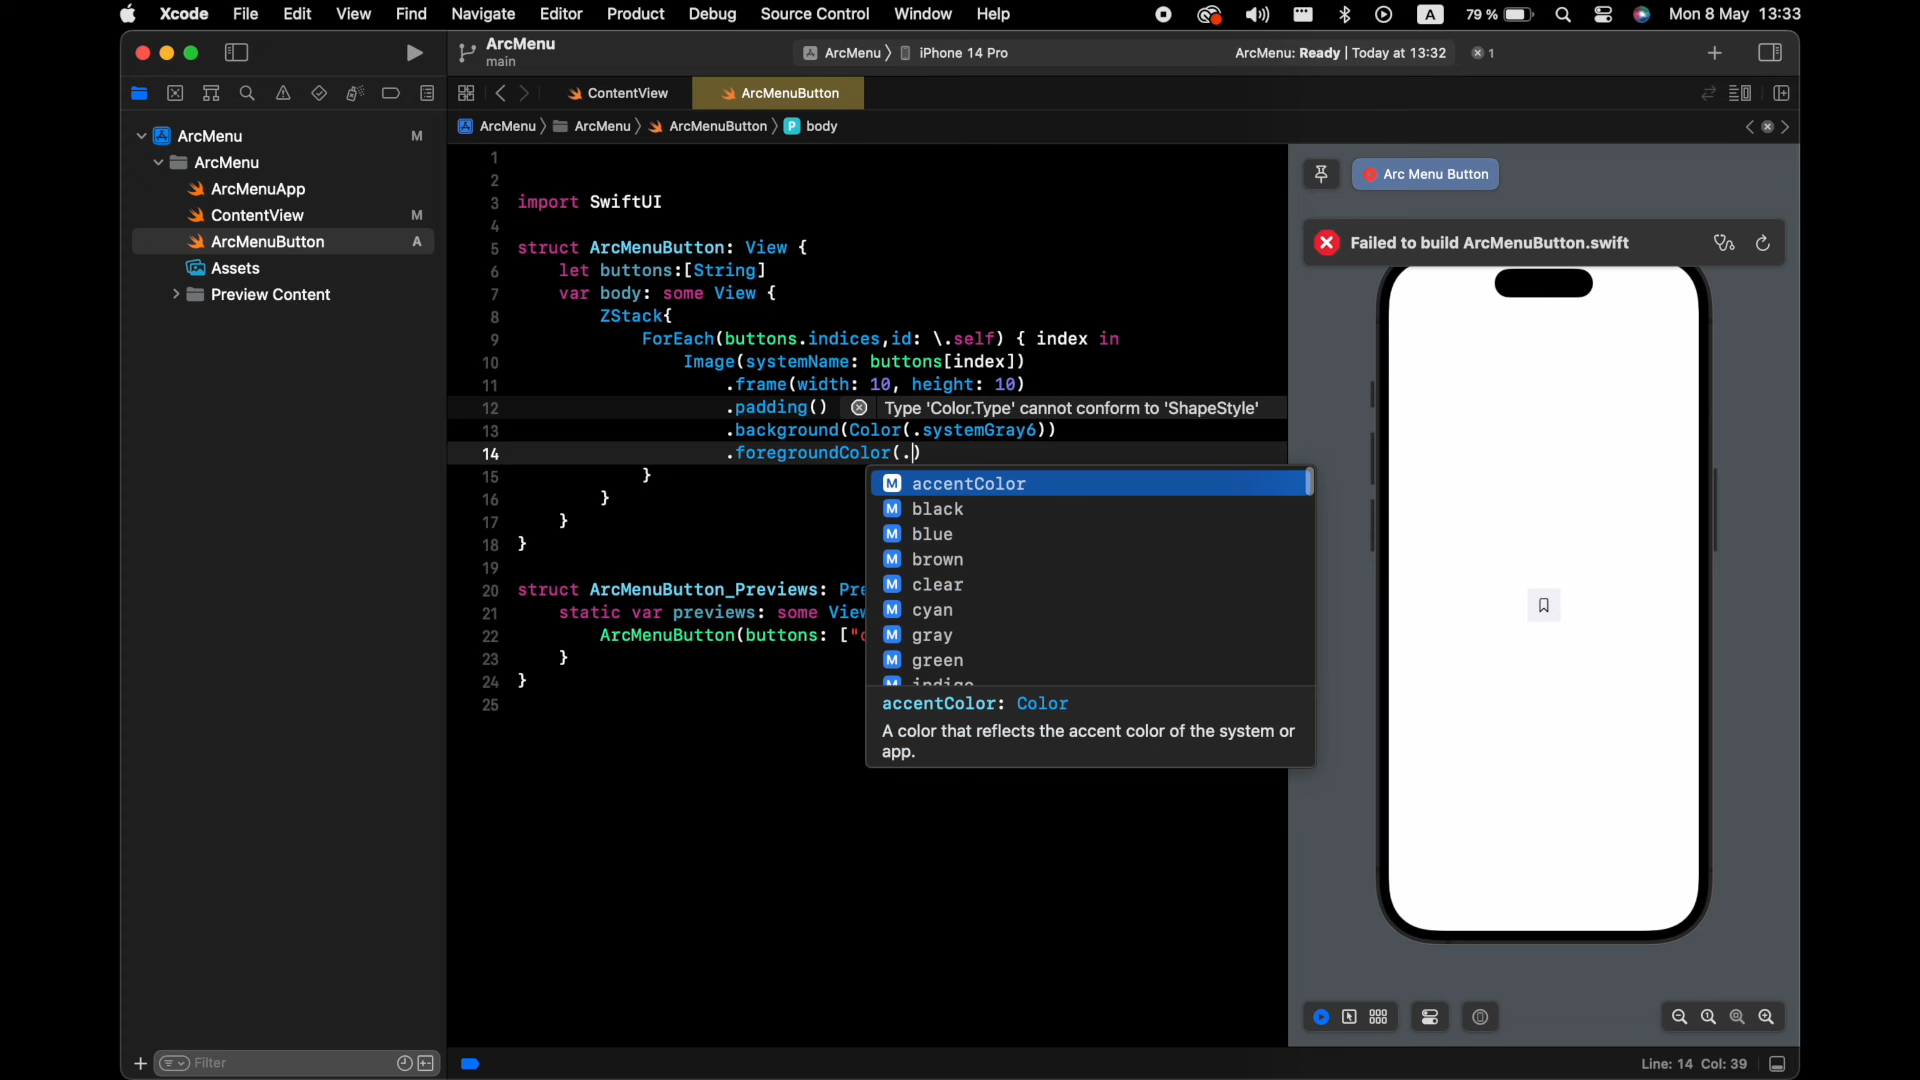 Xcode File Edit View Find Navigate Editor Product Debug Source Control Window Help A 79 % Mon 8 May 13:33
ArcMenu
main
ArcMenu 〉 iPhone 14 Pro
ArcMenu: Ready | Today at 13:32
1
ContentView
ArcMenuButton
ArcMenu 〉 ArcMenu 〉 ArcMenuButton 〉 P body
ArcMenu M
ArcMenu
ArcMenuApp
ContentView M
ArcMenuButton A
Assets
Preview Content
1
2
3 import SwiftUI
4
5 struct ArcMenuButton: View {
6 let buttons:[String]
7 var body: some View {
8 ZStack{
9 ForEach(buttons.indices,id: \.self) { index in
10 Image(systemName: buttons[index])
11 .frame(width: 10, height: 10)
12 .padding() Type 'Color.Type' cannot conform to 'ShapeStyle'
13 .background(Color(.systemGray6))
14 .foregroundColor(.)
15 }
16 }
17 }
18 }
19
20 struct ArcMenuButton_Previews: Pre
21 static var previews: some View
22 ArcMenuButton(buttons: ["
23 }
24 }
25
M accentColor
M black
M blue
M brown
M clear
M cyan
M gray
M green
M indigo
accentColor: Color
A color that reflects the accent color of the system or
app.
Arc Menu Button
Failed to build ArcMenuButton.swift
Filter
Line: 14 Col: 39